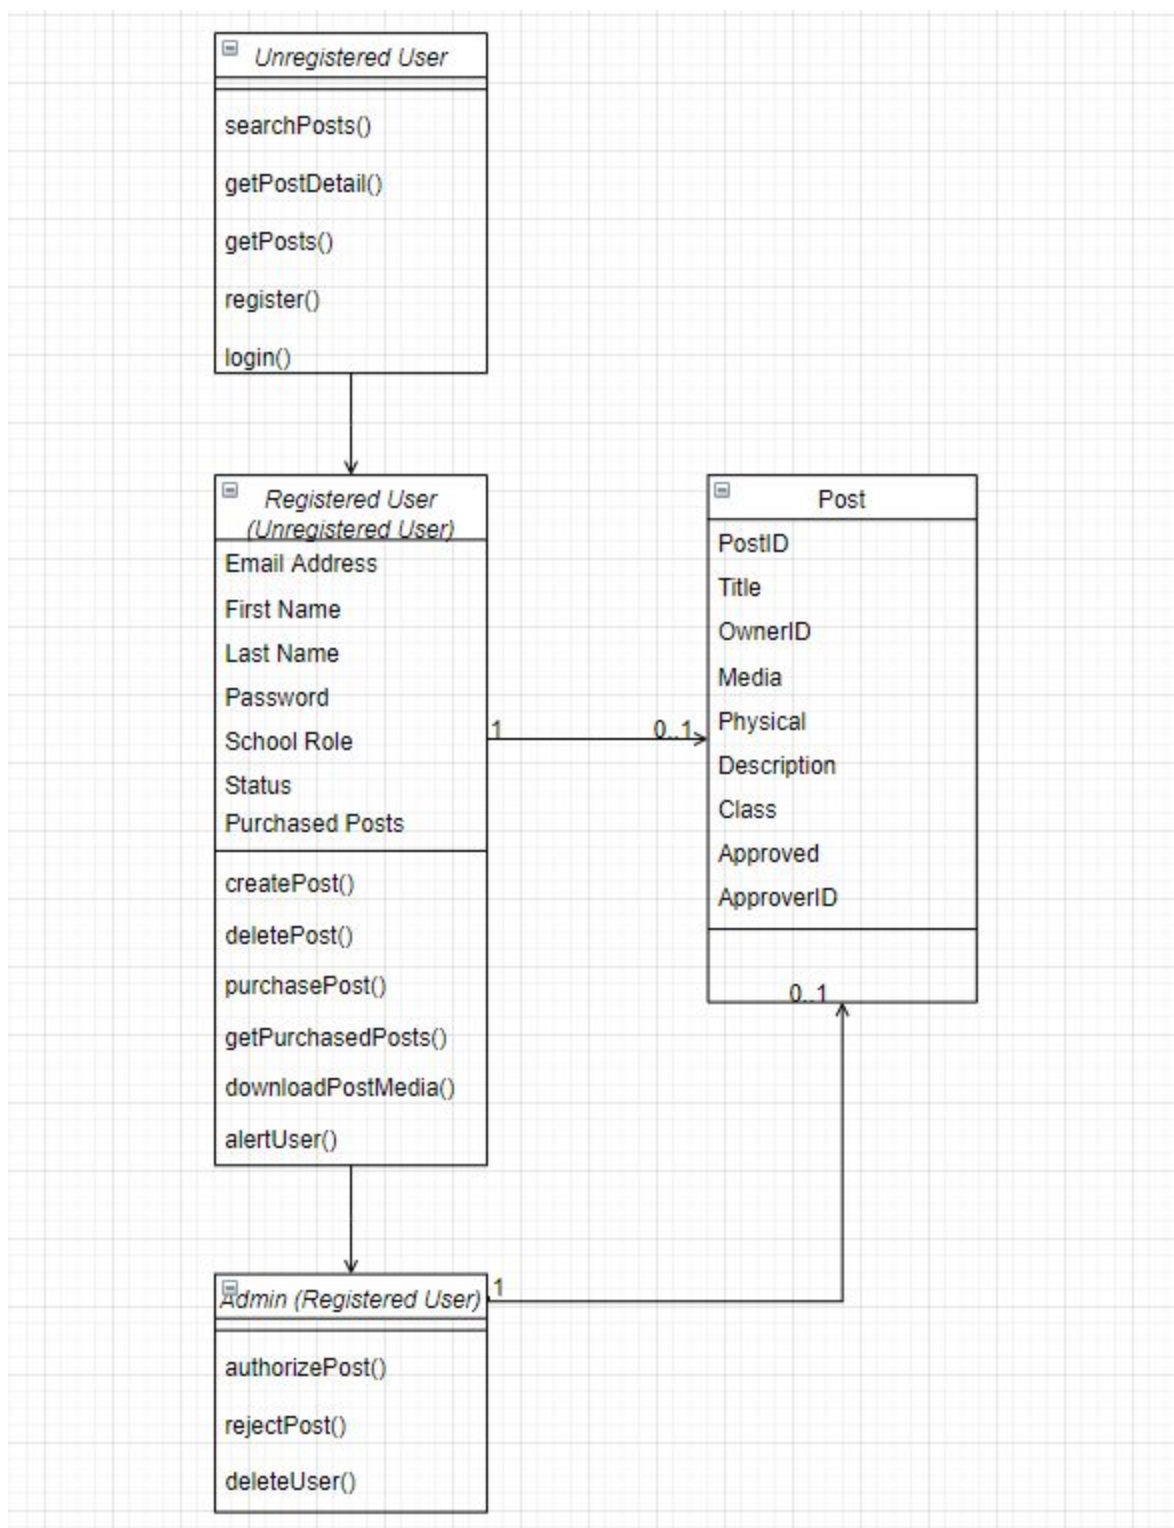 Unregistered User
searchPosts()
getPostDetail()
getPosts()
register()
login()
Registered User
(Unregistered User)
Email Address
First Name
Last Name
Password
School Role
Status
Purchased Posts
createPost()
deletePost()
purchasePost()
getPurchasedPosts()
downloadPostMedia()
alertUser()
1
0..1
Post
PostID
Title
OwnerID
Media
Physical
Description
Class
Approved
ApproverID
0..1
Admin (Registered User)
1
authorizePost()
rejectPost()
deleteUser()